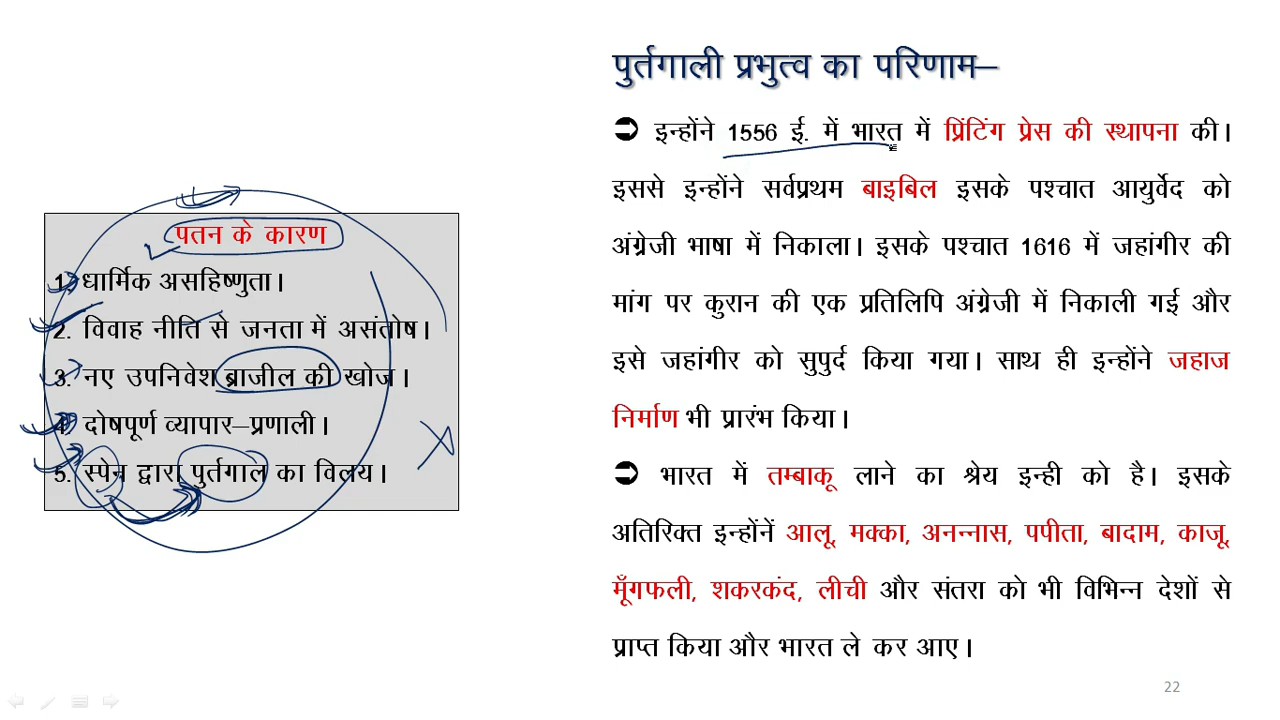 पतन के कारण
1. धार्मिक असहिष्णुता।
2. विवाह नीति से जनता में असंतोष।
3. नए उपनिवेश ब्राजील की खोज।
4. दोषपूर्ण व्यापार–प्रणाली।
5. स्पेन द्वारा पुर्तगाल का विलय।
पुर्तगाली प्रभुत्व का परिणाम–
➲ इन्होंने 1556 ई. में भारत में प्रिंटिंग प्रेस की स्थापना की।
इससे इन्होंने सर्वप्रथम बाइबिल इसके पश्चात आयुर्वेद को
अंग्रेजी भाषा में निकाला। इसके पश्चात 1616 में जहांगीर की
मांग पर कुरान की एक प्रतिलिपि अंग्रेजी में निकाली गई और
इसे जहांगीर को सुपुर्द किया गया। साथ ही इन्होंने जहाज
निर्माण भी प्रारंभ किया।
➲ भारत में तम्बाकू लाने का श्रेय इन्ही को है। इसके
अतिरिक्त इन्होंनें आलू, मक्का, अनन्नास, पपीता, बादाम, काजू,
मूँगफली, शकरकंद, लीची और संतरा को भी विभिन्न देशों से
प्राप्त किया और भारत ले कर आए।
22